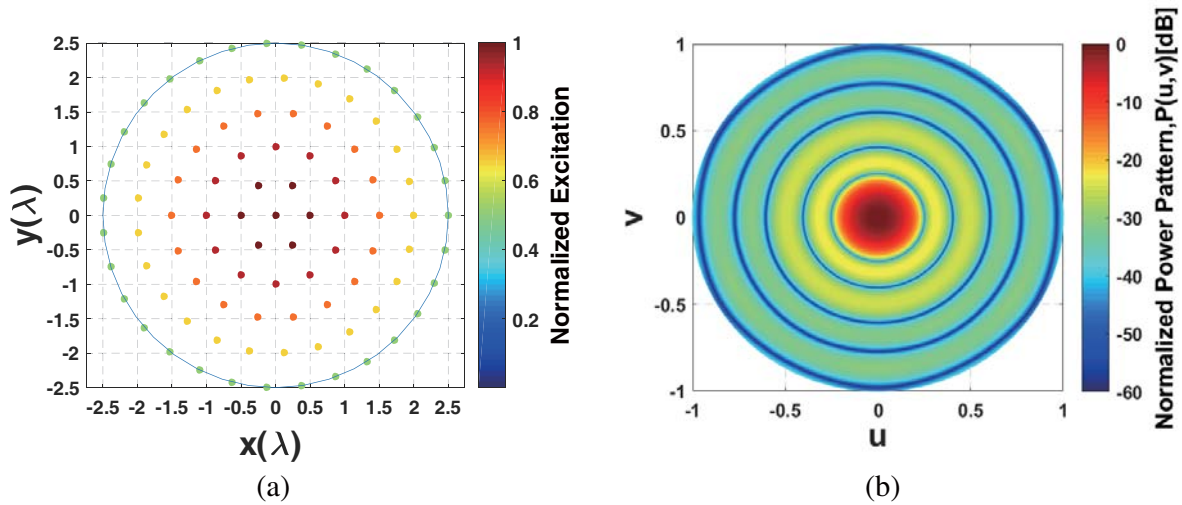 2.5
2
1.5
1
0.5
0
-0.5
-1
-1.5
-2
-2.5
-2.5 -2 -1.5 -1 -0.5 0 0.5 1 1.5 2 2.5
y(λ)
x(λ)
1
0.8
0.6
0.4
0.2
Normalized Excitation
(a)
1
0.5
0
-0.5
-1
-1 -0.5 0 0.5 1
v
u
0
-10
-20
-30
-40
-50
-60
Normalized Power Pattern,P(u,v)[dB]
(b)